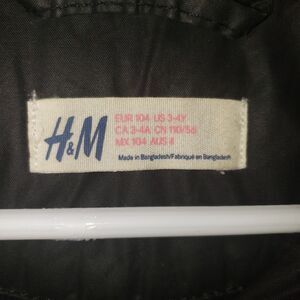 H&M
EUR 104 US 3-4Y
CA 3-4A CN 110/56
MX 104 AUS 4
Made in Bangladesh/Fabriqué en Bangladesh